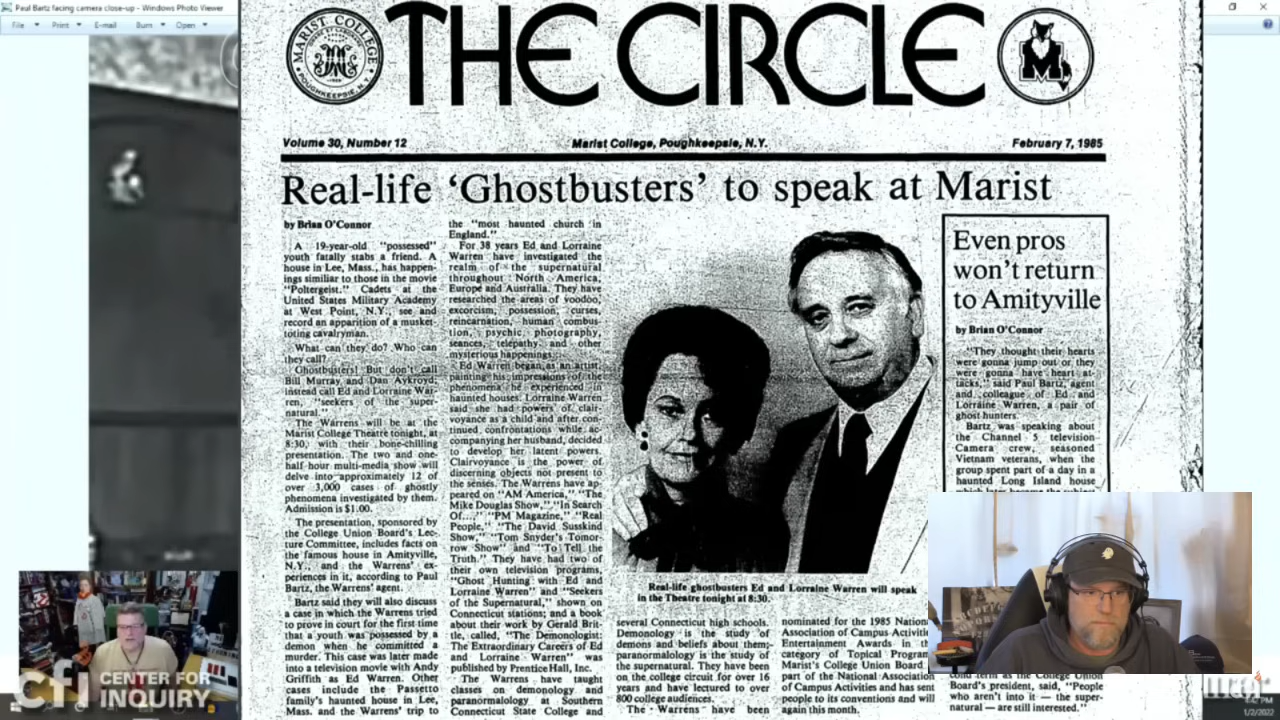 Paul Bartz facing camera close-up - Windows Photo Viewer
File Print E-mail Burn Open
MARIST COLLEGE
POUGHKEEPSIE, N.Y.
THE CIRCLE
M
Volume 30, Number 12
Marist College, Poughkeepsie, N.Y.
February 7, 1985
Real-life 'Ghostbusters' to speak at Marist
by Brian O'Connor
A 19-year-old "possessed"
youth fatally stabs a friend. A
house in Lee, Mass., has happen-
ings similiar to those in the movie
"Poltergeist." Cadets at the
United States Military Academy
at West Point, N.Y., see and
record an apparition of a musket-
toting cavalryman.
What can they do? Who can
they call?
Ghostbusters! But don't call
Bill Murray and Dan Aykroyd;
instead call Ed and Lorraine War-
ren, "seekers of the super-
natural."
The Warrens will be at the
Marist College Theatre tonight, at
8:30, with their bone-chilling
presentation. The two and one-
half-hour multi-media show will
delve into approximately 12 of
over 3,000 cases of ghostly
phenomena investigated by them.
Admission is $1.00.
The presentation, sponsored by
the College Union Board's Lec-
ture Committee, includes facts on
the famous house in Amityville,
N.Y., and the Warrens' ex-
periences in it, according to Paul
Bartz, the Warrens' agent.
Bartz said they will also discuss
a case in which the Warrens tried
to prove in court for the first time
that a youth was possessed by a
demon when he committed a
murder. This case was later made
into a television movie with Andy
Griffith as Ed Warren. Other
cases include the Passetto
family's haunted house in Lee,
Mass. and the Warrens' trip to
the "most haunted church in
England."
For 38 years Ed and Lorraine
Warren have investigated the
realm of the supernatural
throughout North America,
Europe and Australia. They have
researched the areas of voodoo,
exorcism, possession, curses,
reincarnation, human combus-
tion, psychic photography,
seances, telepathy and other
mysterious happenings.
Ed Warren began as an artist,
painting his impressions of the
phenomena he experienced in
haunted houses. Lorraine Warren
said she had powers of clair-
voyance as a child and after con-
tinued confrontations while ac-
companying her husband, decided
to develop her latent powers.
Clairvoyance is the power of
discerning objects not present to
the senses. The Warrens have ap-
peared on "AM America," "The
Mike Douglas Show," "In Search
Of...," "PM Magazine," "Real
People," "The David Susskind
Show," "Tom Snyder's Tomor-
row Show" and "To Tell the
Truth." They have had two of
their own television programs,
"Ghost Hunting with Ed and
Lorraine Warren" and "Seekers
of the Supernatural," shown on
Connecticut stations; and a book
about their work by Gerald Brit-
tle, called, "The Demonologist:
The Extraordinary Careers of Ed
and Lorraine Warren" was
published by Prentice Hall, Inc.
The Warrens have taught
classes on demonology and
paranormalology at Southern
Connecticut State College and
Real-life ghostbusters Ed and Lorraine Warren will speak
in the Theatre tonight at 8:30.
several Connecticut high schools.
Demonology is the study of
demons and beliefs about them;
paranormalology is the study of
the supernatural. They have been
on the college circuit for over 16
years and have lectured to over
800 college audiences.
The Warrens have been
nominated for the 1985 Nation
Association of Campus Activiti
Entertainment Awards in th
category of Topical Program
Marist's College Union Board
part of the National Association
of Campus Activities and has sent
people to its conventions and will
again this month.
Even pros
won't return
to Amityville
by Brian O'Connor
"They thought their hearts
were gonna jump out or they
were gonna have heart at-
tacks," said Paul Bartz, agent
and colleague of Ed and
Lorraine Warren, a pair of
ghost hunters.
Bartz was speaking about
the Channel 5 television
Camera crew, seasoned
Vietnam veterans, when the
group spent part of a day in a
haunted Long Island house
Board's president, said, "People
who aren't into it — the super-
natural — are still interested."
cfi CENTER FOR
INQUIRY
1/2/2022